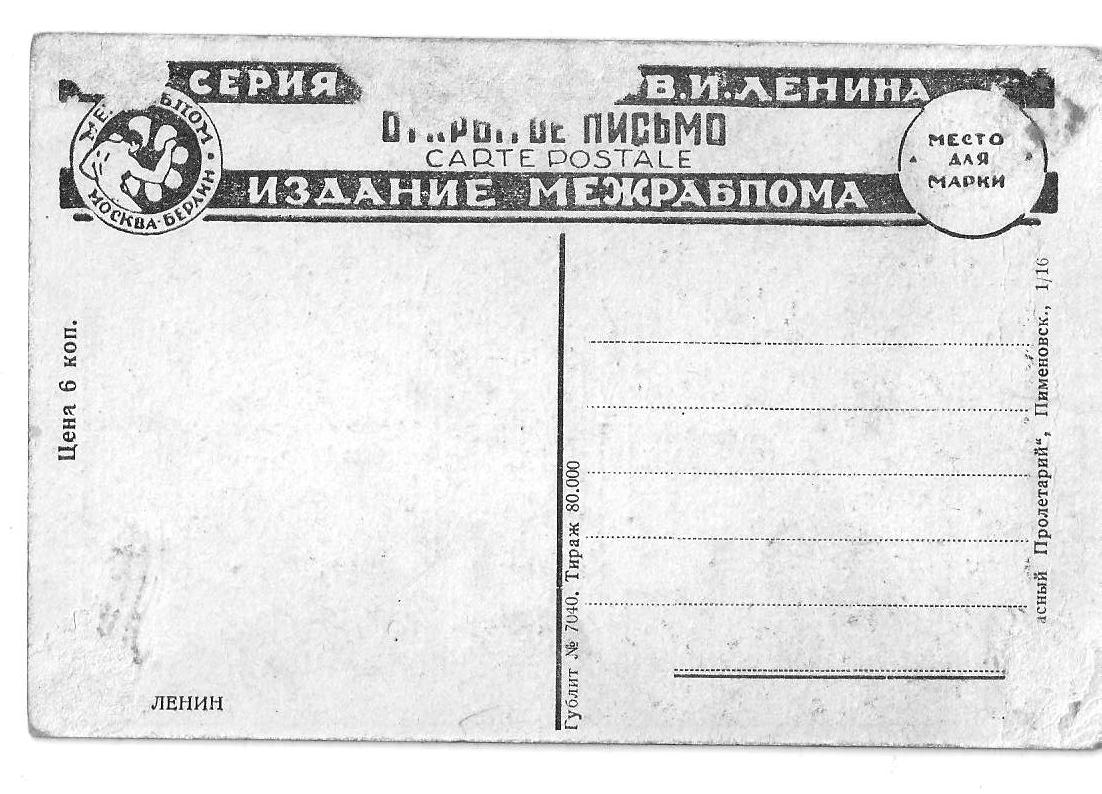 СЕРИЯ В.И.ЛЕНИНА
ПИСЬМО
CARTE POSTALE
ИЗДАНИЕ МЕЖРАБПОМА
МОСКВА-БЕРЛИН
МЕСТО
ДЛЯ
МАРКИ
Цена 6 коп.
ЛЕНИН
Гублит № 7040. Тираж 80.000
асный Пролетарий“, Пименовск., 1/16